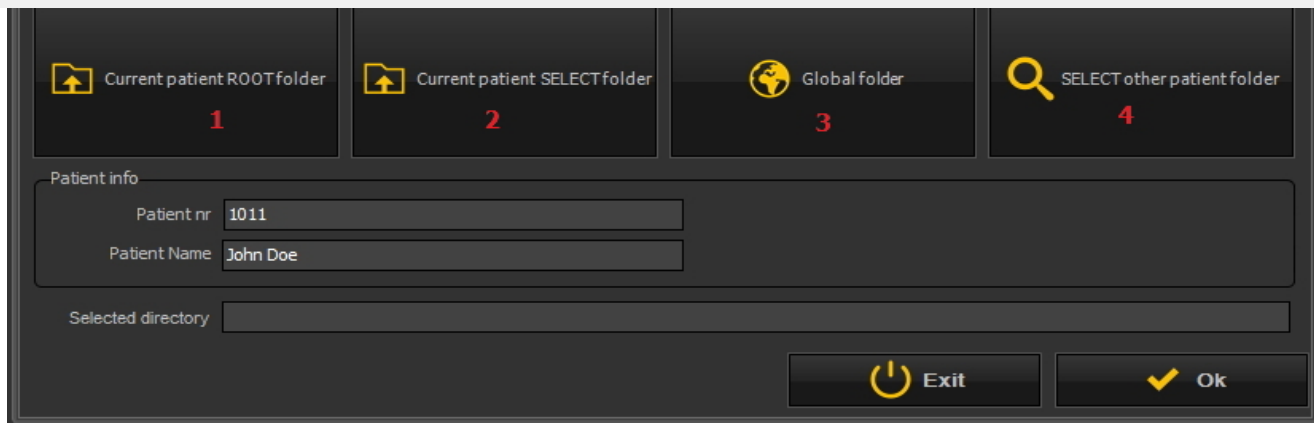 Current patient ROOT folder
1
Current patient SELECT folder
2
Global folder
3
SELECT other patient folder
4
Patient info
Patient nr 1011
Patient Name John Doe
Selected directory
Exit
Ok